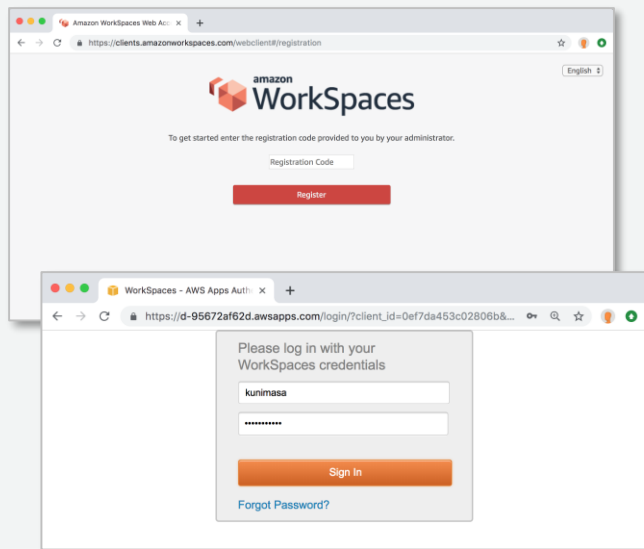 Amazon WorkSpaces Web Acc
https://clients.amazonworkspaces.com/webclient#/registration
English
amazon
WorkSpaces
To get started enter the registration code provided to you by your administrator.
Registration Code
Register
WorkSpaces - AWS Apps Auth
https://d-95672af62d.awsapps.com/login/?client_id=0ef7da453c02806b&...
Please log in with your
WorkSpaces credentials
kunimasa
•••••••••••
Sign In
Forgot Password?